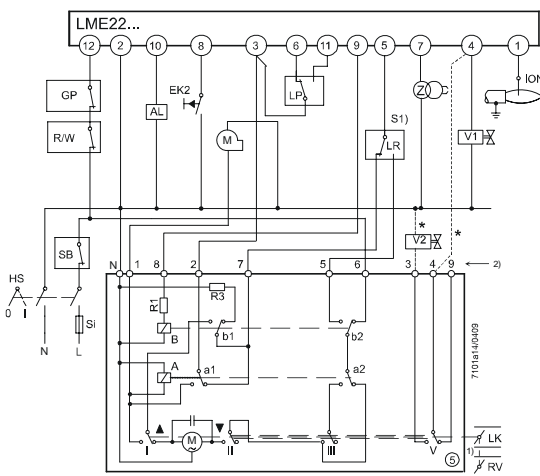 LME22...
12 2 10 8 3 6 11 9 5 7 4 1
GP
AL
EK2
LP
Z
ION
R/W
M
S1)
LR
V1
*
*
V2
SB
HS
0 I
Si
N L
N 1 8 2 7 5 6 3 4 9
2)
R1
R3
B
b1
b2
A
a1
a2
M
~
I
II
III
V
1)
LK
RV
5
7101a14/0409